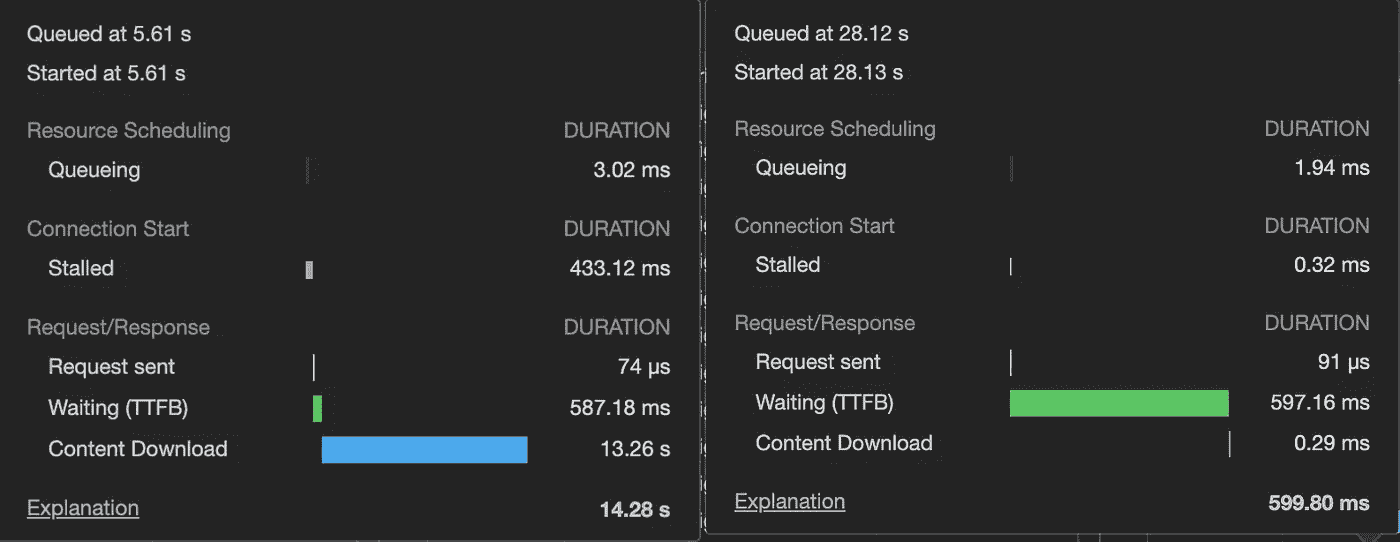 Queued at 5.61 s
Started at 5.61 s
Resource Scheduling DURATION
Queueing 3.02 ms
Connection Start DURATION
Stalled 433.12 ms
Request/Response DURATION
Request sent 74 μs
Waiting (TTFB) 587.18 ms
Content Download 13.26 s
Explanation 14.28 s
Queued at 28.12 s
Started at 28.13 s
Resource Scheduling DURATION
Queueing 1.94 ms
Connection Start DURATION
Stalled 0.32 ms
Request/Response DURATION
Request sent 91 μs
Waiting (TTFB) 597.16 ms
Content Download 0.29 ms
Explanation 599.80 ms